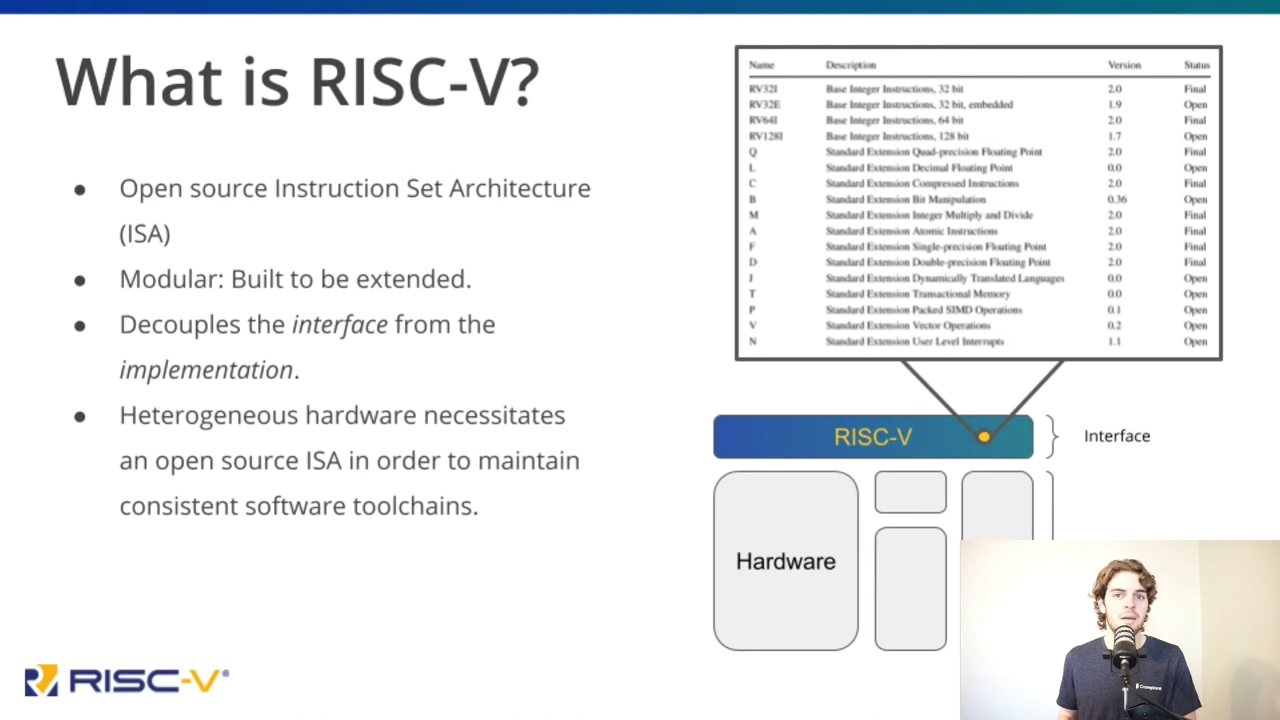 What is RISC-V?
● Open source Instruction Set Architecture
(ISA)
● Modular: Built to be extended.
● Decouples the interface from the
implementation.
● Heterogeneous hardware necessitates
an open source ISA in order to maintain
consistent software toolchains.
Name Description Version Status
RV32I Base Integer Instructions, 32 bit 2.0 Final
RV32E Base Integer Instructions, 32 bit, embedded 1.9 Open
RV64I Base Integer Instructions, 64 bit 2.0 Final
RV128I Base Integer Instructions, 128 bit 1.7 Open
Q Standard Extension Quad-precision Floating Point 2.0 Final
L Standard Extension Decimal Floating Point 0.0 Open
C Standard Extension Compressed Instructions 2.0 Final
B Standard Extension Bit Manipulation 0.36 Open
M Standard Extension Integer Multiply and Divide 2.0 Final
A Standard Extension Atomic Instructions 2.0 Final
F Standard Extension Single-precision Floating Point 2.0 Final
D Standard Extension Double-precision Floating Point 2.0 Final
J Standard Extension Dynamically Translated Languages 0.0 Open
T Standard Extension Transactional Memory 0.0 Open
P Standard Extension Packed SIMD Operations 0.1 Open
V Standard Extension Vector Operations 0.2 Open
N Standard Extension User Level Interrupts 1.1 Open
RISC-V
Interface
Hardware
RISC-V®